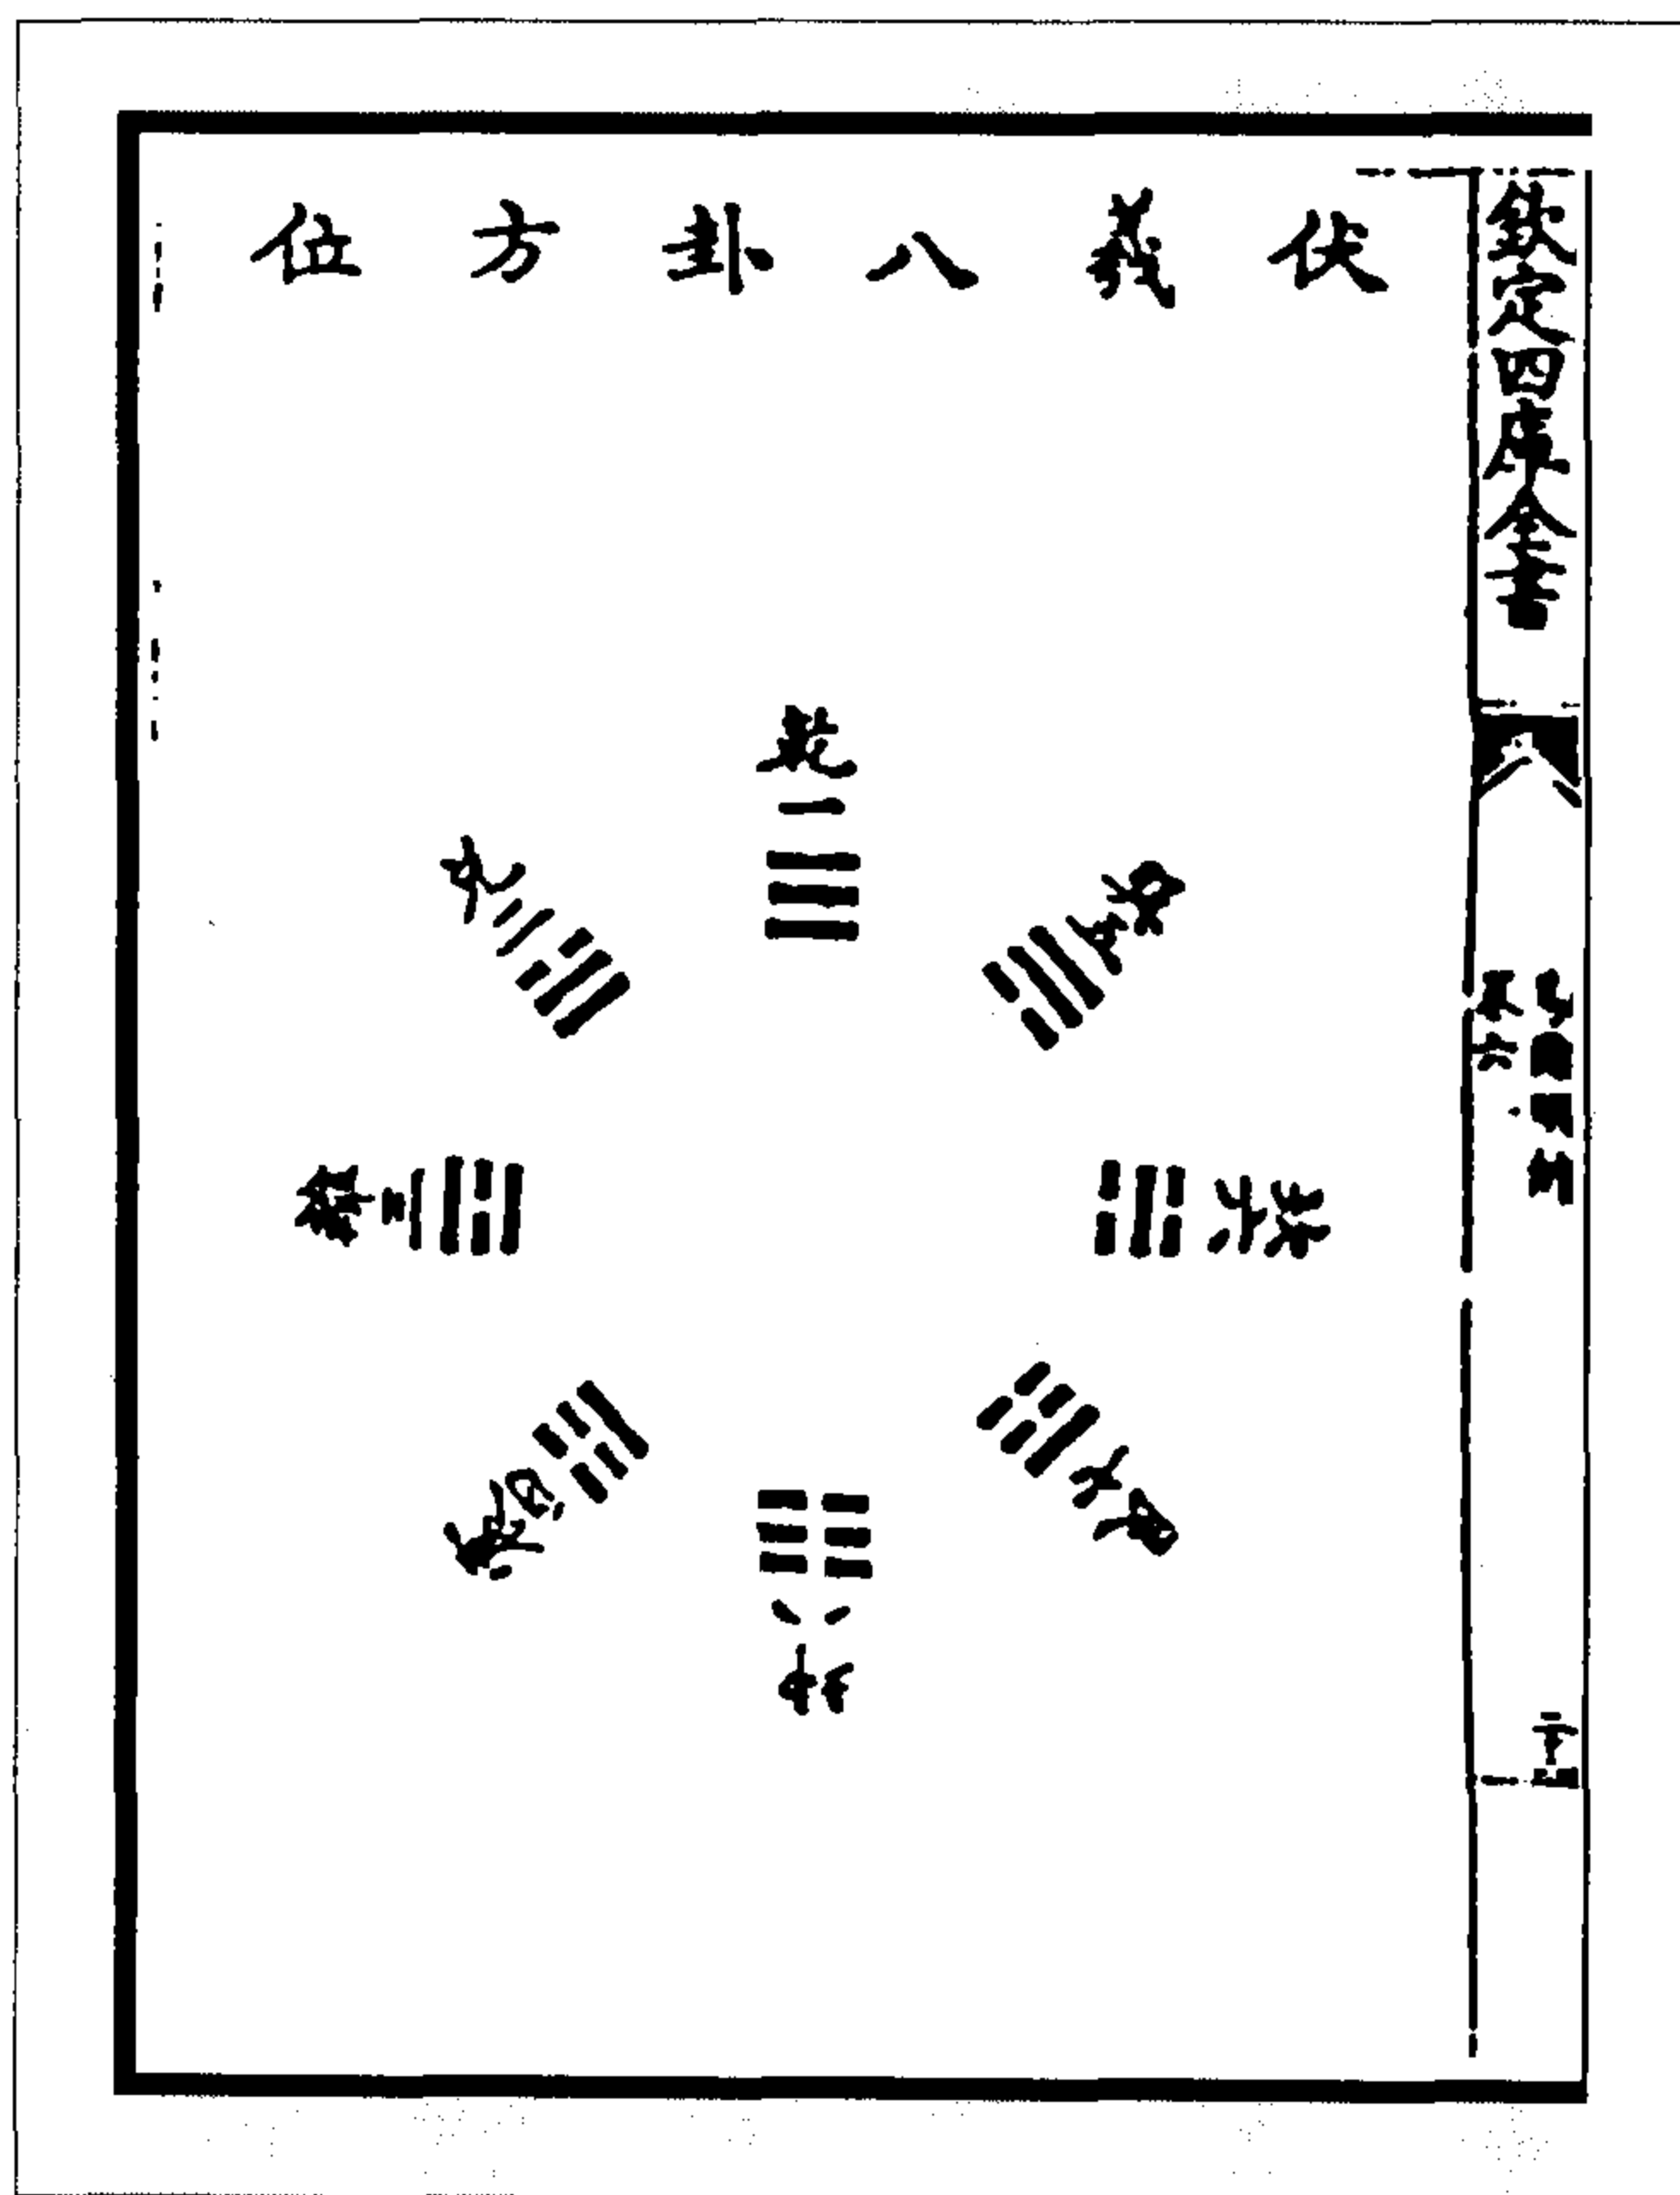 欽定四庫全書
伏羲八卦方位
乾一
兌二
離三
震四
巽五
坎六
艮七
坤八